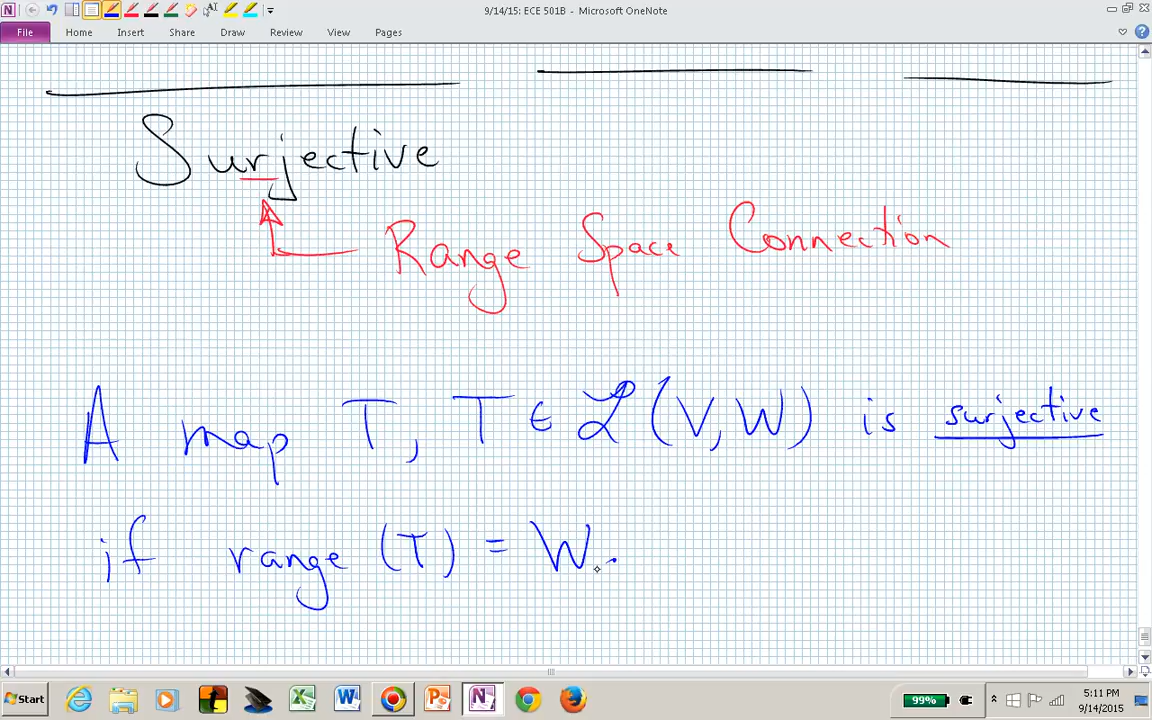 9/14/15: ECE 501B - Microsoft OneNote
File Home Insert Share Draw Review View Pages
Surjective
Range Space Connection
A map T, T ∈ ℒ(V, W) is surjective
if range (T) = W.
Start 99% 5:11 PM
9/14/2015